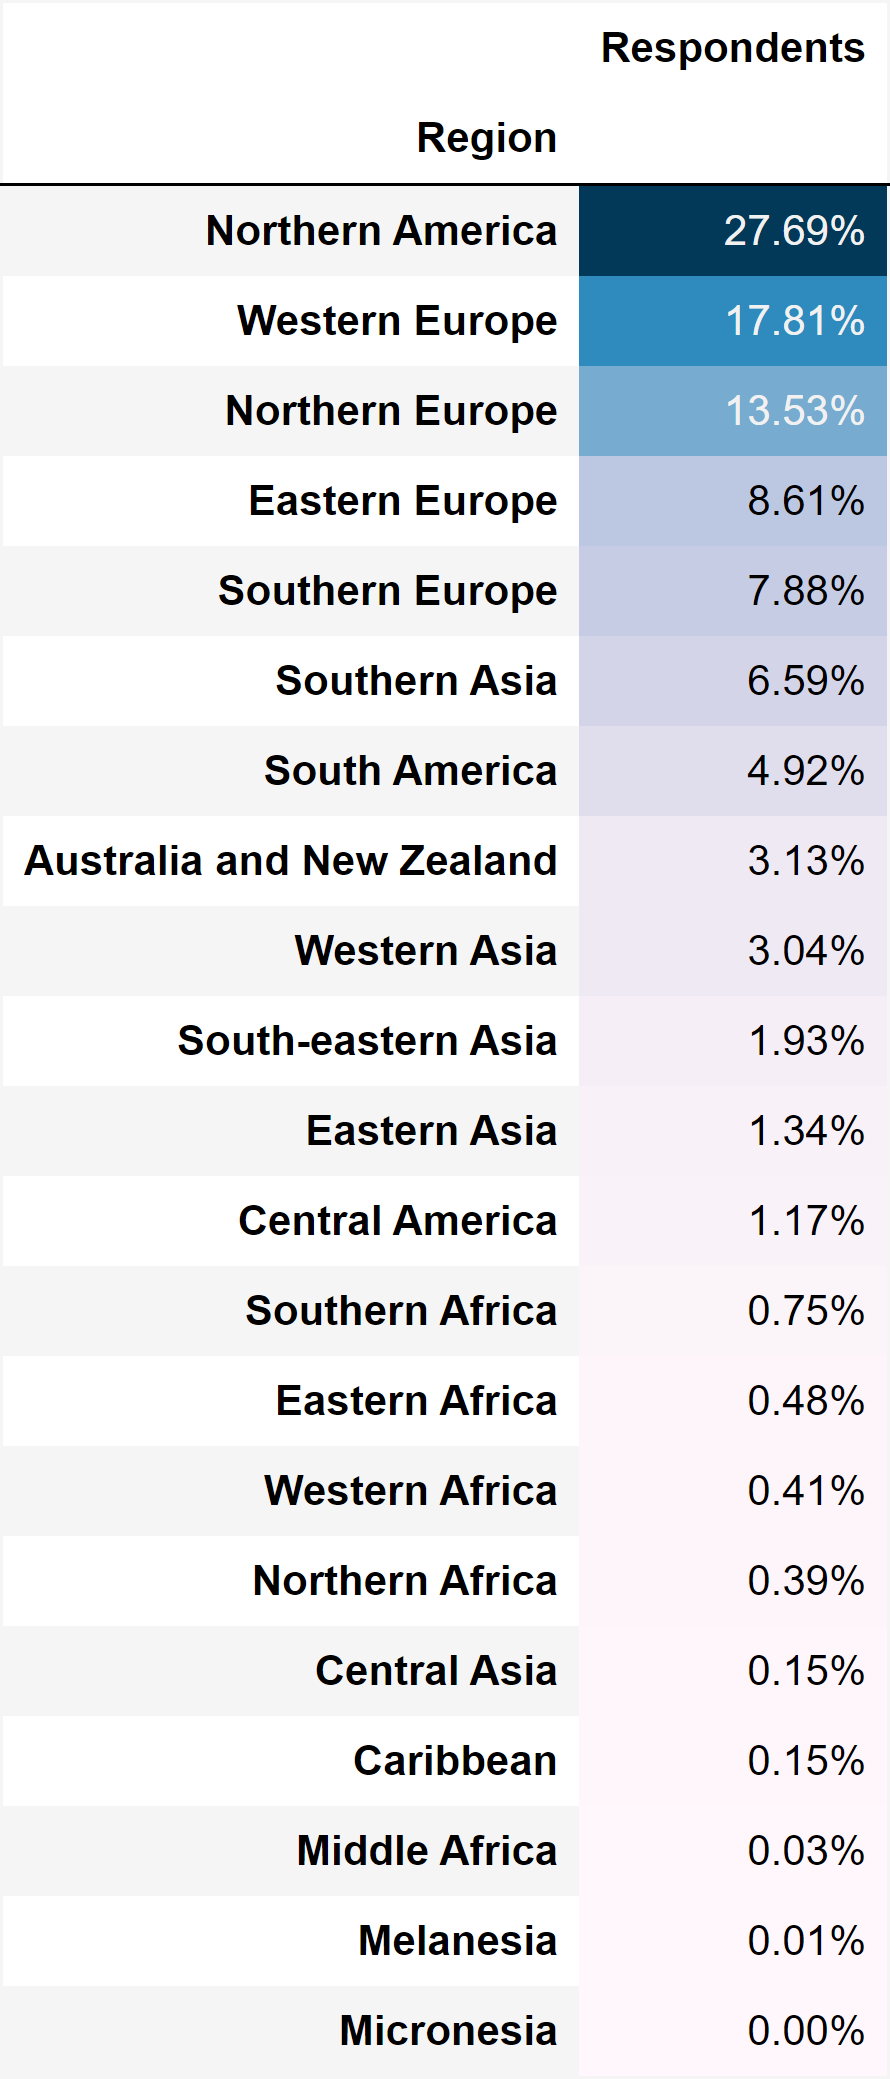 Respondents
Region
Northern America 27.69%
Western Europe 17.81%
Northern Europe 13.53%
Eastern Europe 8.61%
Southern Europe 7.88%
Southern Asia 6.59%
South America 4.92%
Australia and New Zealand 3.13%
Western Asia 3.04%
South-eastern Asia 1.93%
Eastern Asia 1.34%
Central America 1.17%
Southern Africa 0.75%
Eastern Africa 0.48%
Western Africa 0.41%
Northern Africa 0.39%
Central Asia 0.15%
Caribbean 0.15%
Middle Africa 0.03%
Melanesia 0.01%
Micronesia 0.00%